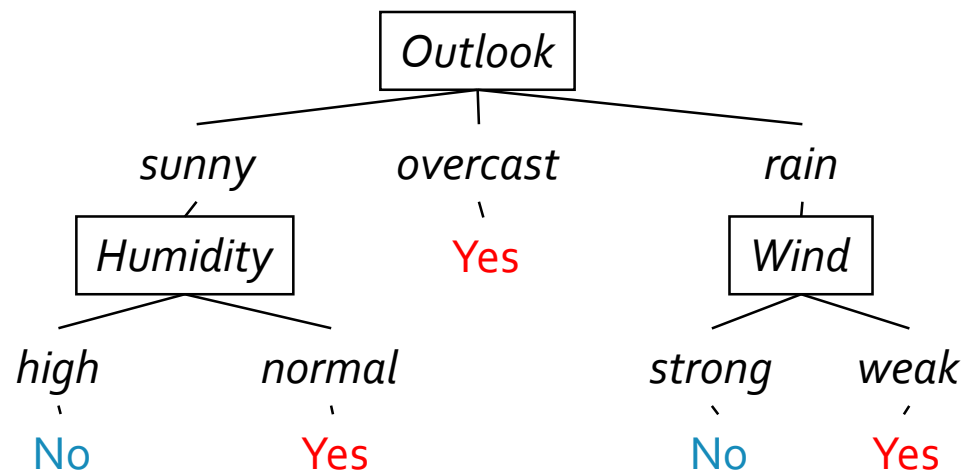 Outlook
sunny overcast rain
Humidity Yes Wind
high normal strong weak
No Yes No Yes